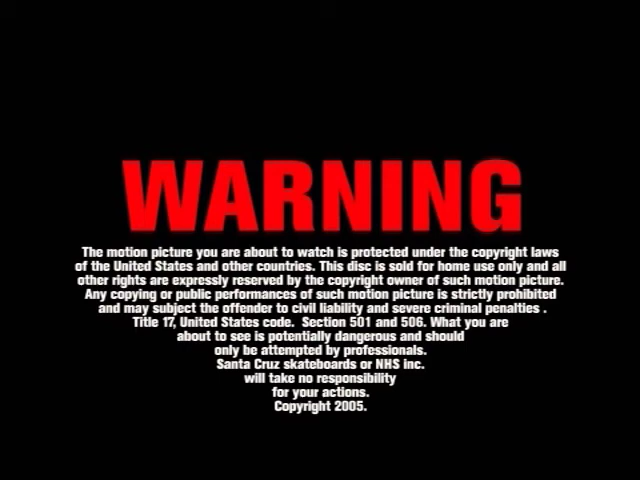 WARNING
The motion picture you are about to watch is protected under the copyright laws
of the United States and other countries. This disc is sold for home use only and all
other rights are expressly reserved by the copyright owner of such motion picture.
Any copying or public performances of such motion picture is strictly prohibited
and may subject the offender to civil liability and severe criminal penalties .
Title 17, United States code.  Section 501 and 506. What you are
about to see is potentially dangerous and should
only be attempted by professionals.
Santa Cruz skateboards or NHS inc.
will take no responsibility
for your actions.
Copyright 2005.